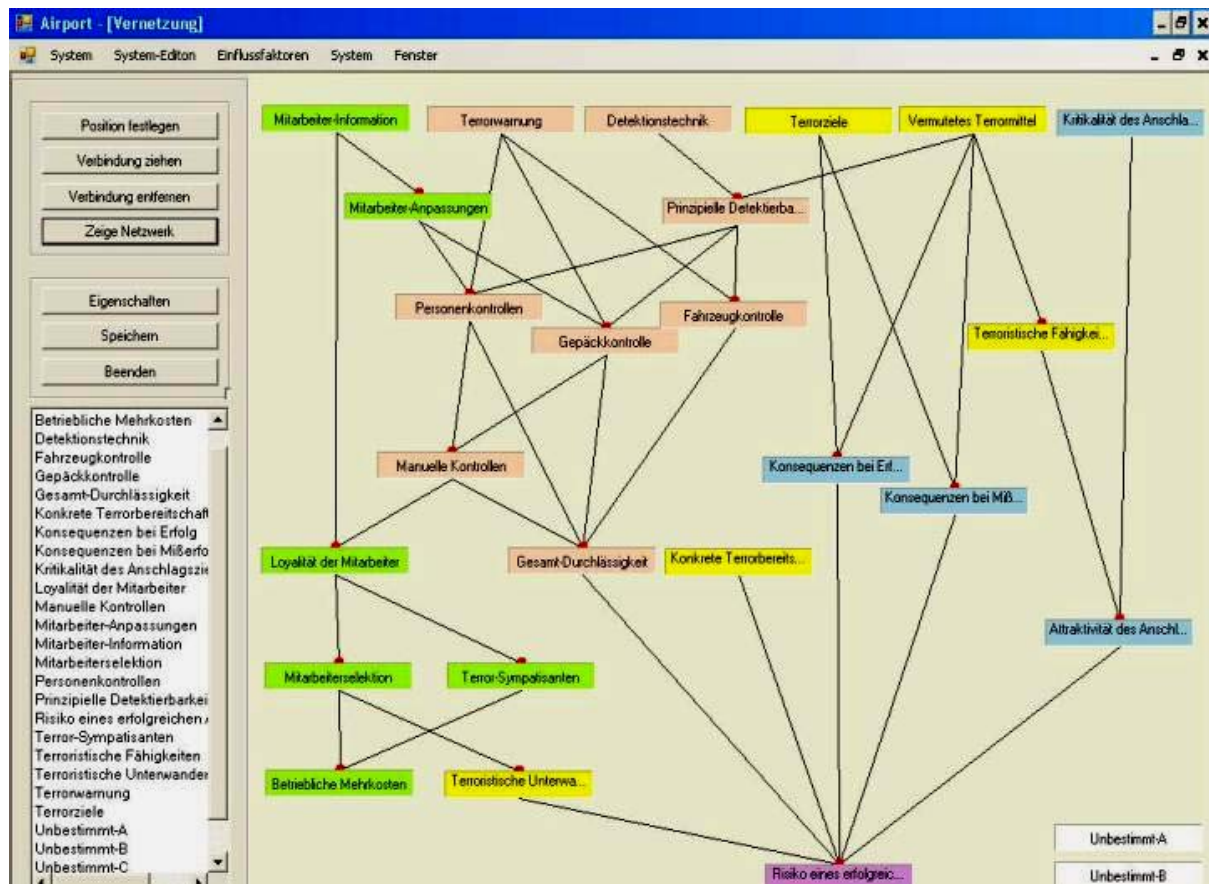 Airport - [Vernetzung]
System System-Editon Einflussfaktoren System Fenster
Position festlegen
Verbindung ziehen
Verbindung entfernen
Zeige Netzwerk
Eigenschaften
Speichern
Beenden
Betriebliche Mehrkosten
Detektionstechnik
Fahrzeugkontrolle
Gepäckkontrolle
Gesamt-Durchlässigkeit
Konkrete Terrorbereitschaft
Konsequenzen bei Erfolg
Konsequenzen bei Mißerfo
Kritikalität des Anschlagszie
Loyalität der Mitarbeiter
Manuelle Kontrollen
Mitarbeiter-Anpassungen
Mitarbeiter-Information
Mitarbeiterselektion
Personenkontrollen
Prinzipielle Detektierbarkei
Risiko eines erfolgreichen
Terror-Sympatisanten
Terroristische Fähigkeiten
Terroristische Unterwander
Terrorwarnung
Terrorziele
Unbestimmt-A
Unbestimmt-B
Unbestimmt-C
Mitarbeiter-Information
Terrorwarnung
Detektionstechnik
Terrorziele
Vermutetes Terrormittel
Kritikalität des Anschla...
Mitarbeiter-Anpassungen
Prinzipielle Detektierba...
Personenkontrollen
Gepäckkontrolle
Fahrzeugkontrolle
Terroristische Fähigkei...
Manuelle Kontrollen
Konsequenzen bei Erf...
Konsequenzen bei Miß...
Loyalität der Mitarbeiter
Gesamt-Durchlässigkeit
Konkrete Terrorbereits...
Attraktivität des Anschl...
Mitarbeiterselektion
Terror-Sympatisanten
Betriebliche Mehrkosten
Terroristische Unterwa...
Risiko eines erfolgreic...
Unbestimmt-A
Unbestimmt-B